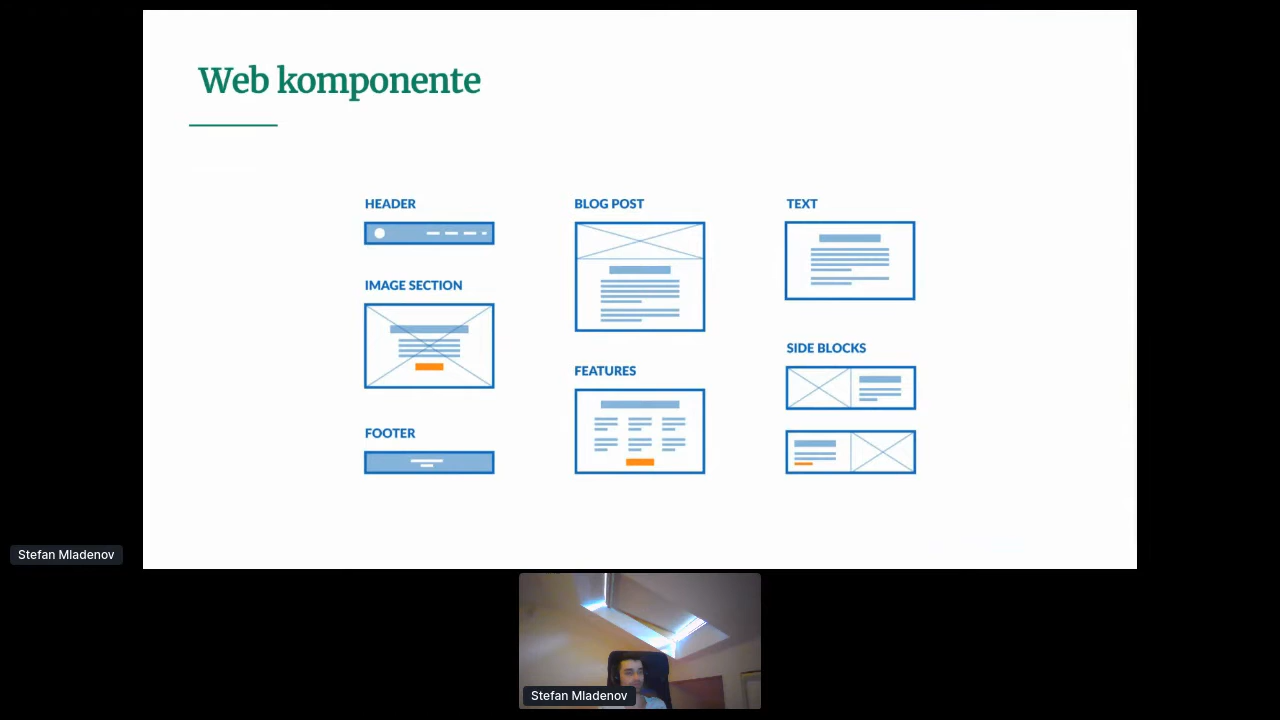 Web komponente
HEADER
IMAGE SECTION
FOOTER
BLOG POST
FEATURES
TEXT
SIDE BLOCKS
Stefan Mladenov
Stefan Mladenov